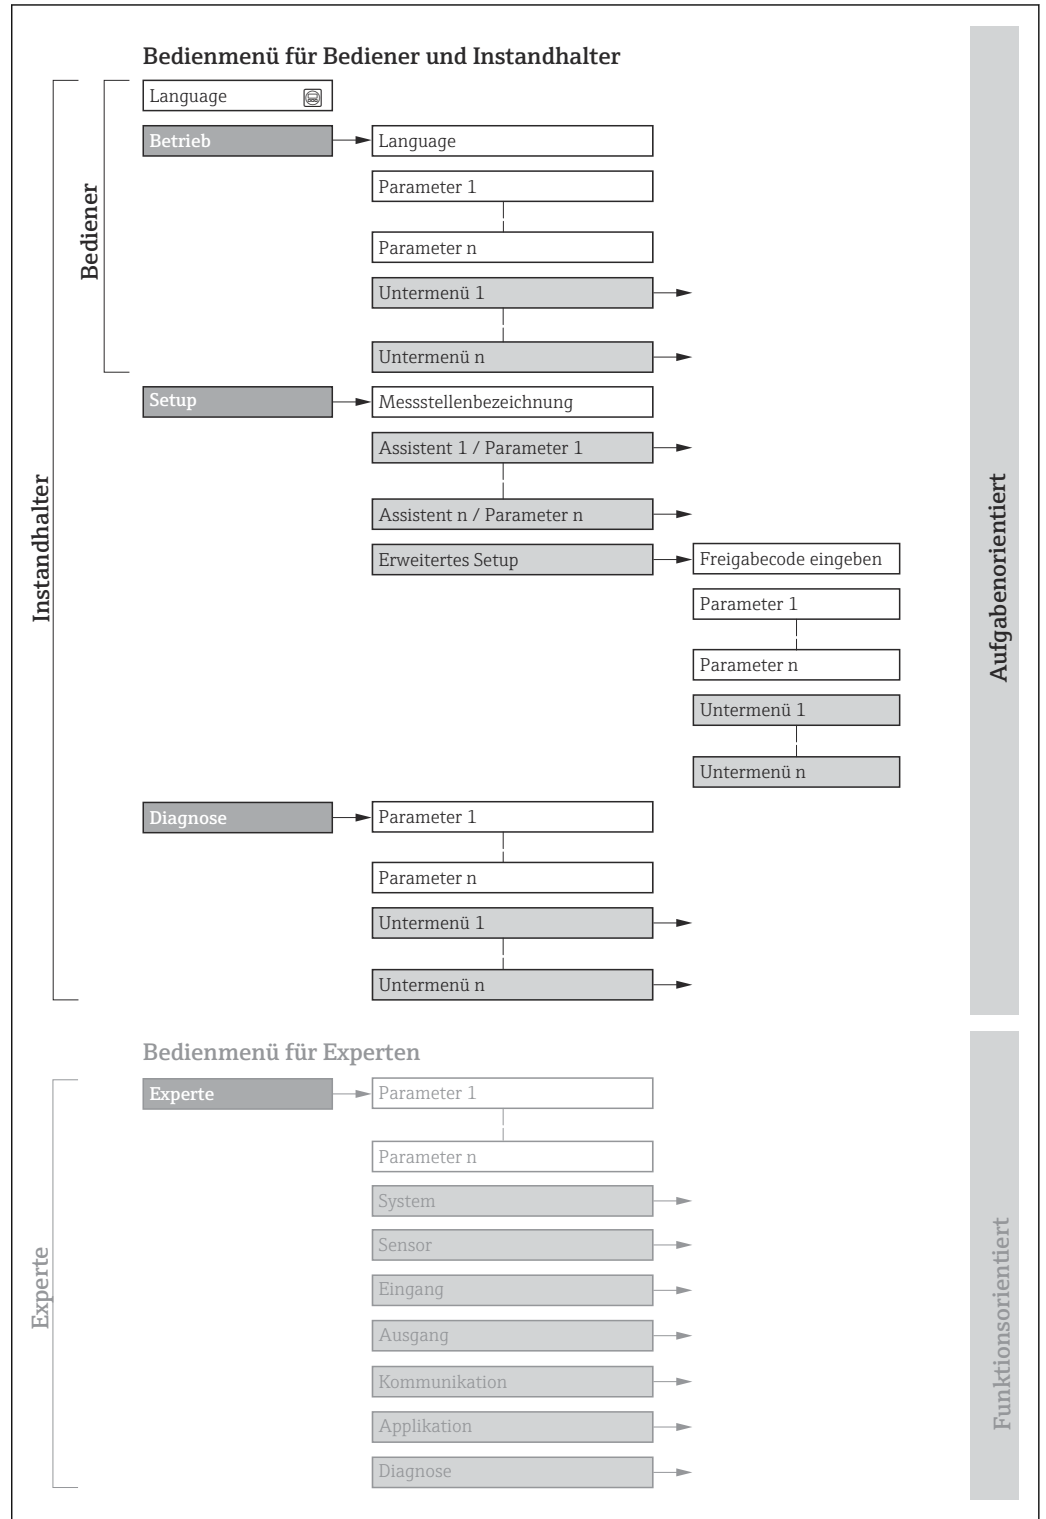 Bedienmenü für Bediener und Instandhalter
Language
Betrieb
Language
Parameter 1
Parameter n
Untermenü 1
Untermenü n
Setup
Messstellenbezeichnung
Assistent 1 / Parameter 1
Assistent n / Parameter n
Erweitertes Setup
Freigabecode eingeben
Parameter 1
Parameter n
Untermenü 1
Untermenü n
Diagnose
Parameter 1
Parameter n
Untermenü 1
Untermenü n
Bediener
Instandhalter
Aufgabenorientiert
Bedienmenü für Experten
Experte
Parameter 1
Parameter n
System
Sensor
Eingang
Ausgang
Kommunikation
Applikation
Diagnose
Experte
Funktionsorientiert